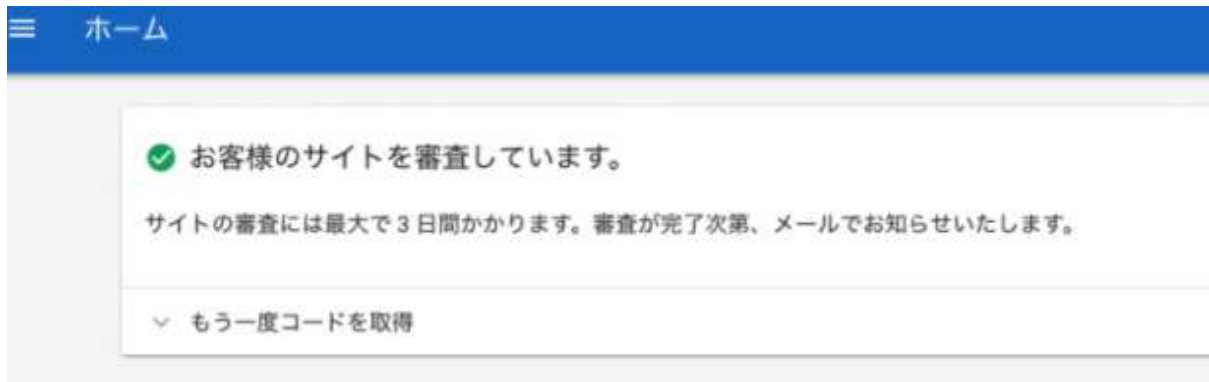 ホーム
お客様のサイトを審査しています。
サイトの審査には最大で3日間かかります。審査が完了次第、メールでお知らせいたします。
もう一度コードを取得